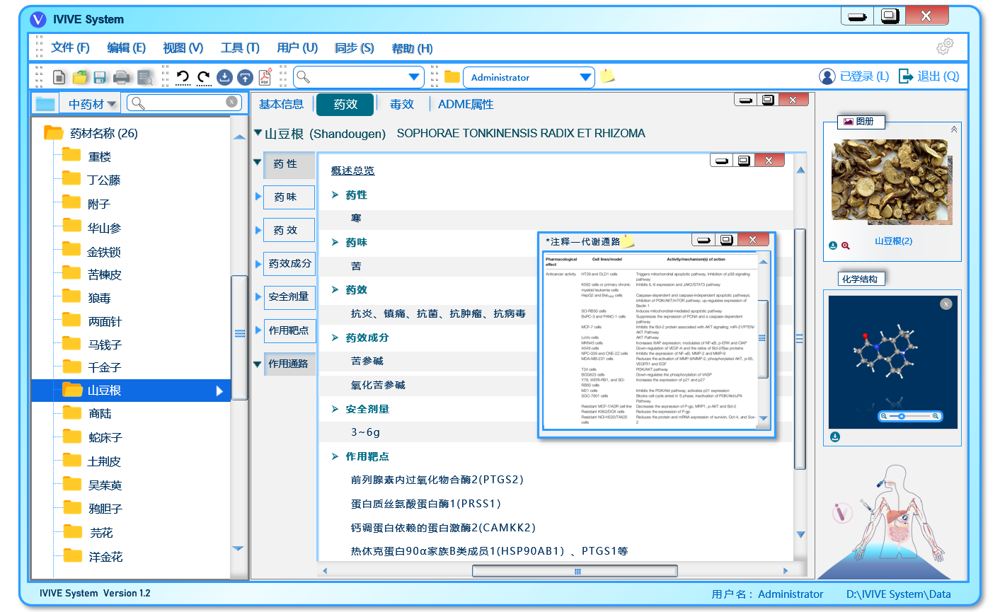 IVIVE System
文件 (F) 编辑 (E) 视图 (V) 工具 (T) 用户 (U) 同步 (S) 帮助 (H)
Administrator 已登录 (L) 退出 (Q)
中药材
药材名称 (26)
重楼
丁公藤
附子
华山参
金铁锁
苦楝皮
狼毒
两面针
马钱子
千金子
山豆根
商陆
蛇床子
土荆皮
吴茱萸
鸦胆子
芫花
洋金花
基本信息 药效 毒效 ADME属性
山豆根 (Shandougen) SOPHORAE TONKINENSIS RADIX ET RHIZOMA
药 性
药 味
药 效
药效成分
安全剂量
作用靶点
作用通路
概述总览
➢ 药性
寒
➢ 药味
苦
➢ 药效
抗炎、镇痛、抗菌、抗肿瘤、抗病毒
➢ 药效成分
苦参碱
氧化苦参碱
➢ 安全剂量
3~6g
➢ 作用靶点
前列腺素内过氧化物合酶2(PTGS2)
蛋白质丝氨酸蛋白酶1(PRSS1)
钙调蛋白依赖的蛋白激酶2(CAMKK2)
热休克蛋白90α家族B类成员1(HSP90AB1) 、PTGS1等
*注释—代谢通路
Pharmacological effect Cell lines/model Activity/mechanism(s) of action
Anticancer activity HT29 and DLD1 cells Triggers mitochondrial apoptotic pathway, Inhibition of p38 signaling
pathway
K562 cells or primary chronic Inhibits IL-6 expression and JAK2/STAT3 pathway
myeloid leukemia cells
HepG2 and Bel7402 cells Caspase-dependent and caspase-independent apoptotic pathways;
inhibition of PI3K/AKT/mTOR pathway; up-regulates expression of
Beclin 1
SO-RB50 cells Induces mitochondrial-mediated apoptotic pathway
BxPC-3 and PANC-1 cells Suppresses the expression of PCNA and a caspase-dependent
pathway
MCF-7 cells Inhibits the Bcl-2 protein associated with AKT signaling; miR-21/PTEN/
AKT Pathway
LoVo cells AKT Pathway
MKN45 cells Increases XIAP expression; modulates of NF-κB, p-ERK and CIAP
A549 cells Down-regulation of VEGF-A and the ratios of Bcl-2/Bax proteins
NPC-039 and CNE-2Z cells Inhibits the expression of NF-κB, MMP-2 and MMP-9
MDA-MB-231 cells Reduces the activation of MMP-9/MMP-2, phosphorylated AKT, p-65,
VEGFR1 and EGF
T24 cells PI3K/AKT pathway
BCG823 cells Down-regulates the phosphorylation of VASP
Y79, WERI-RB1, and SO-RB50 cells Increases the expression of p21 and p27
M21 cells Inhibits the PI3K/Akt pathway; activates p21 expression
SGC-7901 cells Blocks cell cycle arrest in S phase; inactivation of PI3K/Akt/uPA
Pathway.
Resistant MCF-7/ADR cell line Decreases the expression of P-gp, MRP1, p-AKT and Bcl-2
Resistant K562/DOX cells Reduces the expression of P-gp
Resistant NCI-H520/TAX25 cells Reduces the protein and mRNA expression of survivin, Oct-4, and Sox-2
图册
山豆根(2)
化学结构
IVIVE System Version 1.2 用户名：Administrator D:\IVIVE System\Data